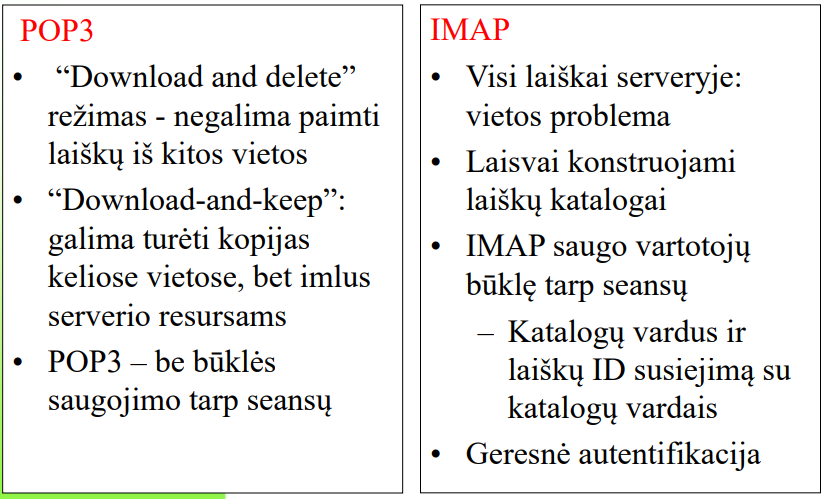 POP3
• “Download and delete”
režimas - negalima paimti
laiškų iš kitos vietos
• “Download-and-keep”:
galima turėti kopijas
keliose vietose, bet imlus
serverio resursams
• POP3 – be būklės
saugojimo tarp seansų
IMAP
• Visi laiškai serveryje:
vietos problema
• Laisvai konstruojami
laiškų katalogai
• IMAP saugo vartotojų
būklę tarp seansų
– Katalogų vardus ir
laiškų ID susiejimą su
katalogų vardais
• Geresnė autentifikacija